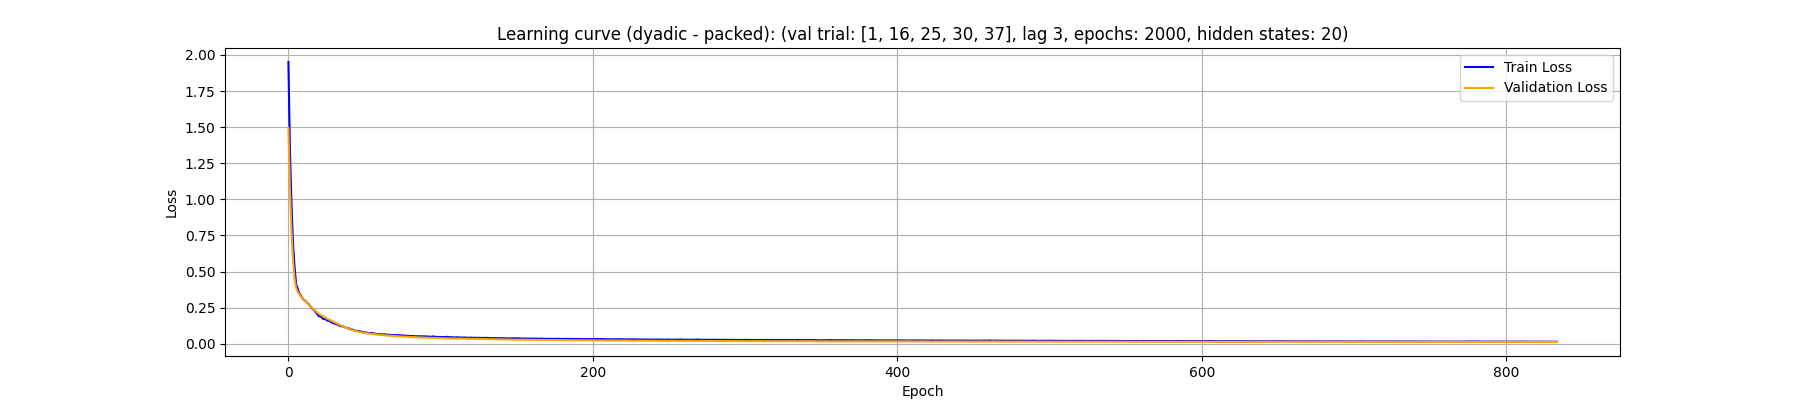 Learning curve (dyadic - packed): (val trial: [1, 16, 25, 30, 37], lag 3, epochs: 2000, hidden states: 20)
Train Loss
Validation Loss
2.00
1.75
1.50
1.25
1.00
0.75
0.50
0.25
0.00
Loss
0
200
400
600
800
Epoch